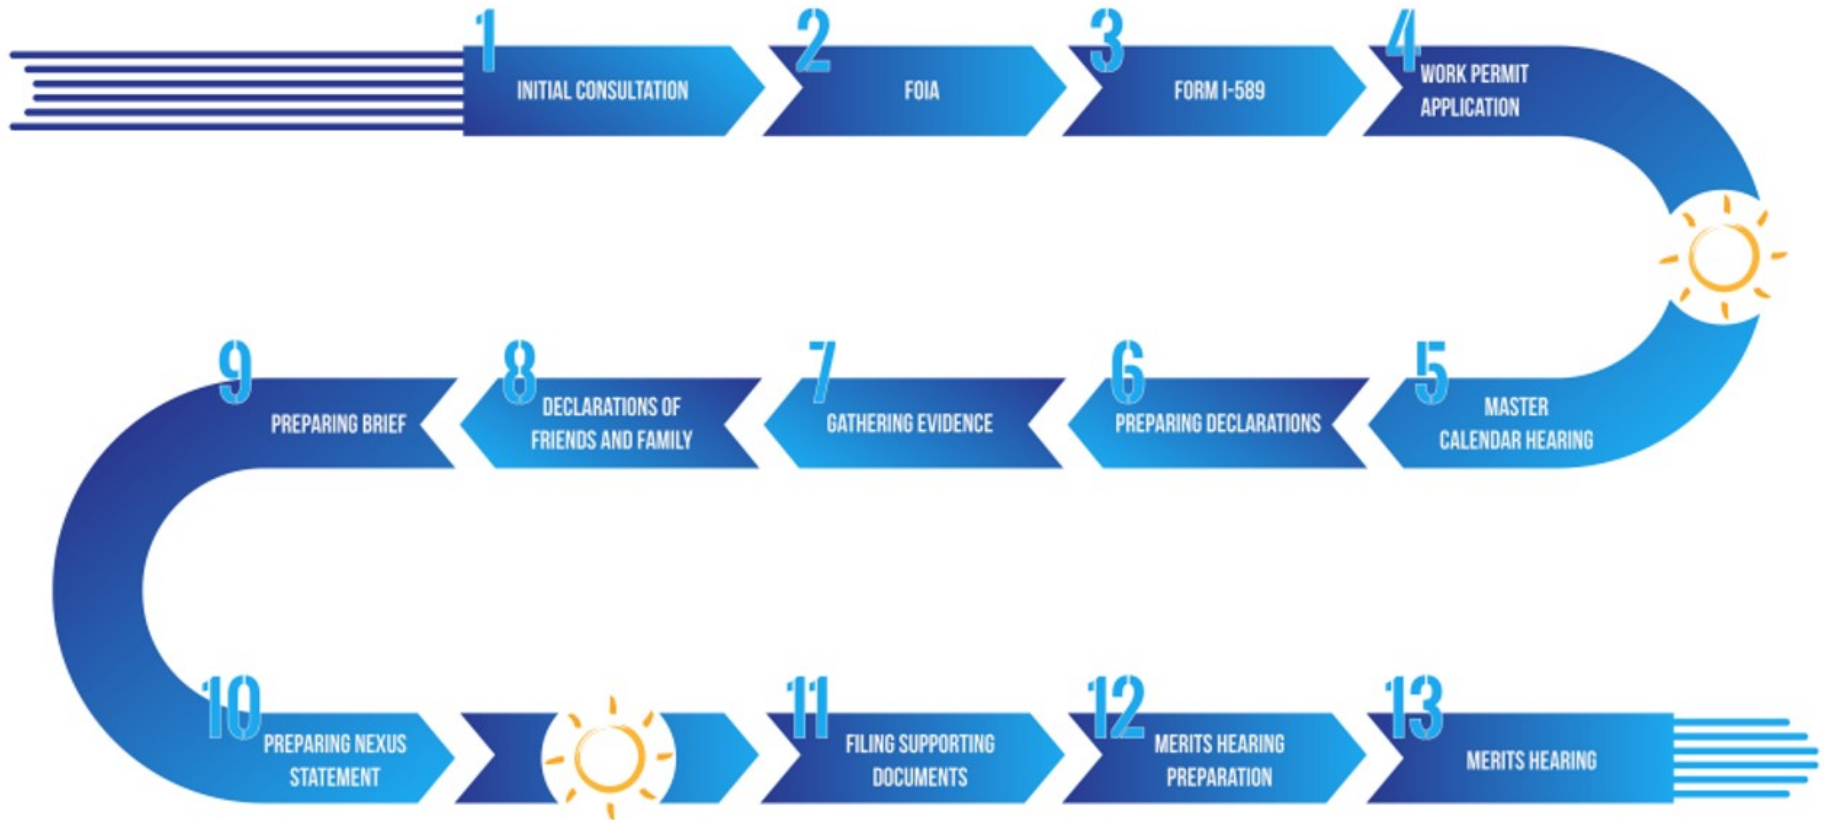 1
INITIAL CONSULTATION
2
FOIA
3
FORM I-589
4
WORK PERMIT
APPLICATION
5
MASTER
CALENDAR HEARING
6
PREPARING DECLARATIONS
7
GATHERING EVIDENCE
8
DECLARATIONS OF
FRIENDS AND FAMILY
9
PREPARING BRIEF
10
PREPARING NEXUS
STATEMENT
11
FILING SUPPORTING
DOCUMENTS
12
MERITS HEARING
PREPARATION
13
MERITS HEARING